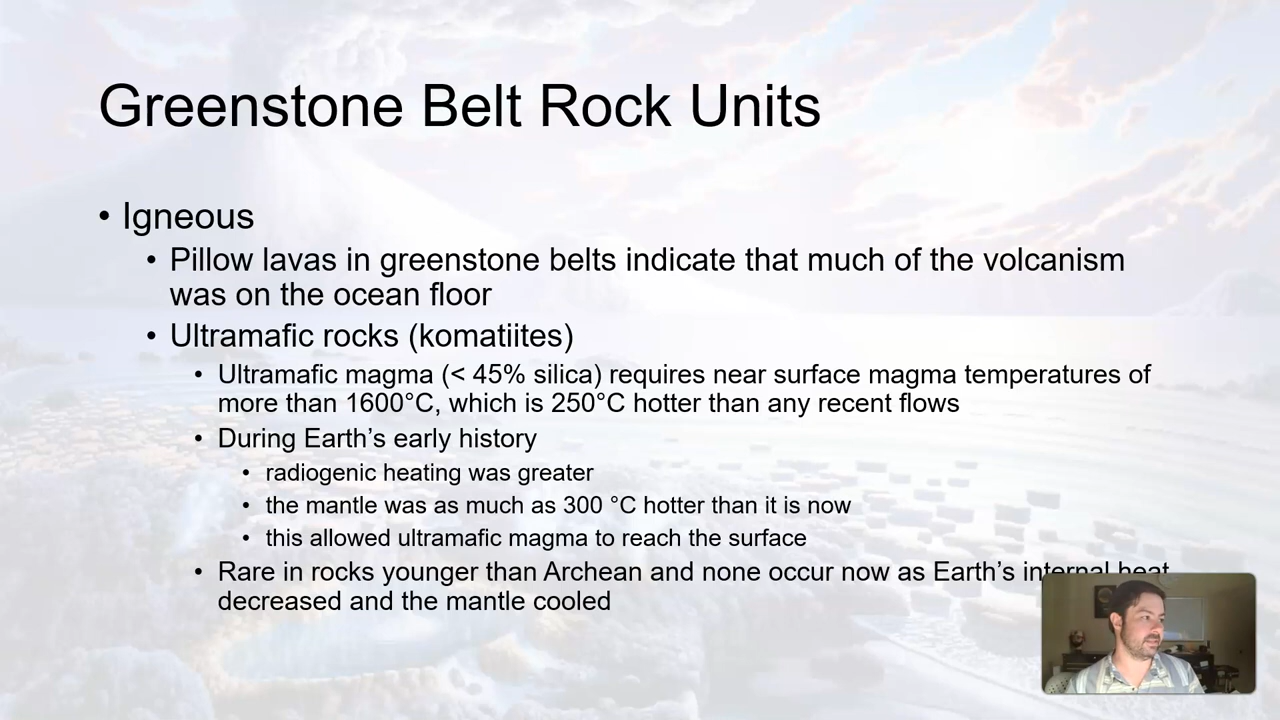 Greenstone Belt Rock Units
• Igneous
• Pillow lavas in greenstone belts indicate that much of the volcanism
was on the ocean floor
• Ultramafic rocks (komatiites)
• Ultramafic magma (< 45% silica) requires near surface magma temperatures of
more than 1600°C, which is 250°C hotter than any recent flows
• During Earth’s early history
• radiogenic heating was greater
• the mantle was as much as 300 °C hotter than it is now
• this allowed ultramafic magma to reach the surface
• Rare in rocks younger than Archean and none occur now as Earth’s internal heat
decreased and the mantle cooled